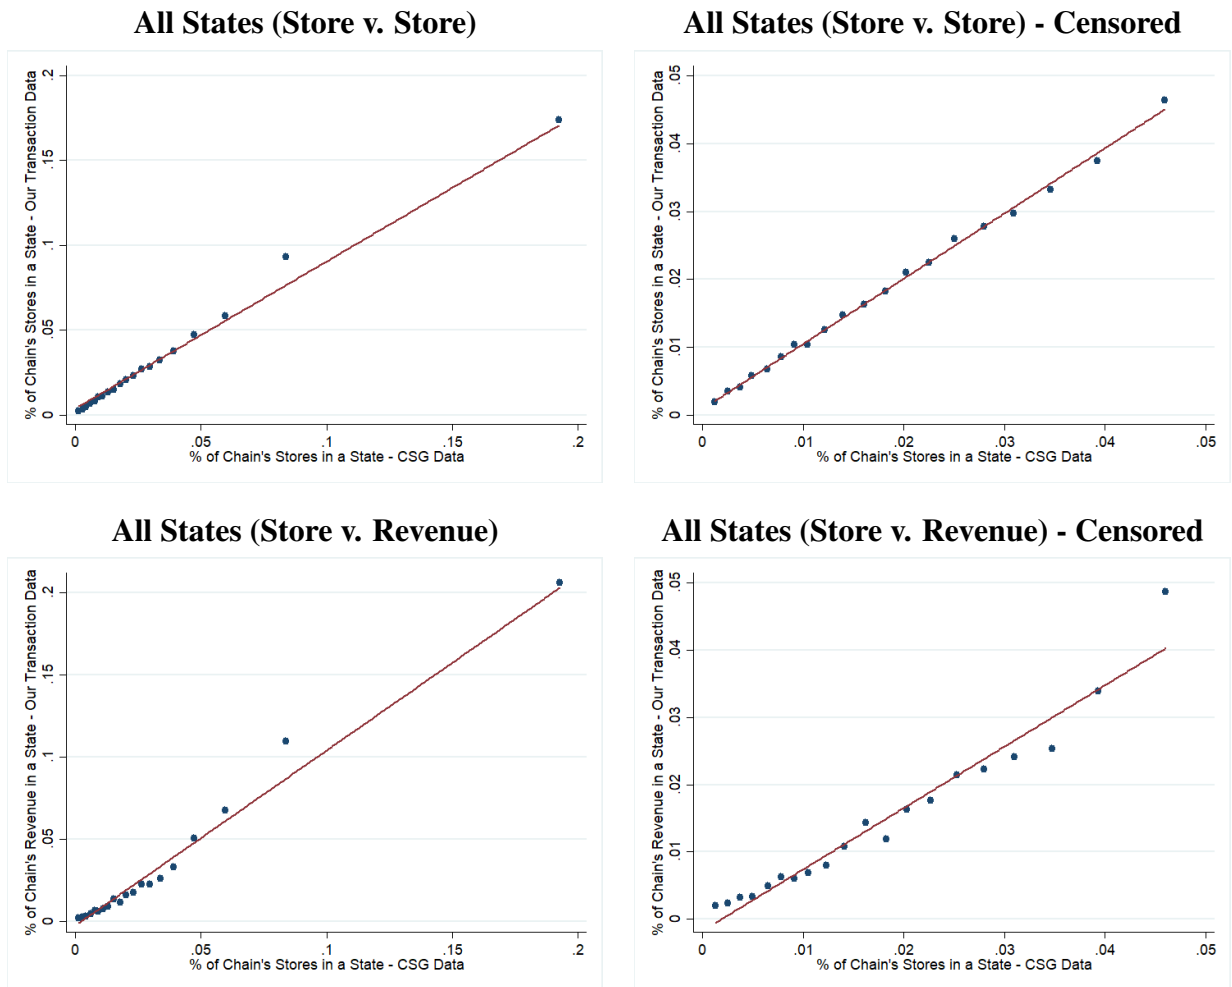 All States (Store v. Store)
% of Chain's Stores in a State - Our Transaction Data
.2
.15
.1
.05
0
0 .05 .1 .15 .2
% of Chain's Stores in a State - CSG Data
All States (Store v. Store) - Censored
% of Chain's Stores in a State - Our Transaction Data
.05
.04
.03
.02
.01
0
0 .01 .02 .03 .04 .05
% of Chain's Stores in a State - CSG Data
All States (Store v. Revenue)
% of Chain's Revenue in a State - Our Transaction Data
.2
.15
.1
.05
0
0 .05 .1 .15 .2
% of Chain's Stores in a State - CSG Data
All States (Store v. Revenue) - Censored
% of Chain's Revenue in a State - Our Transaction Data
.05
.04
.03
.02
.01
0
0 .01 .02 .03 .04 .05
% of Chain's Stores in a State - CSG Data